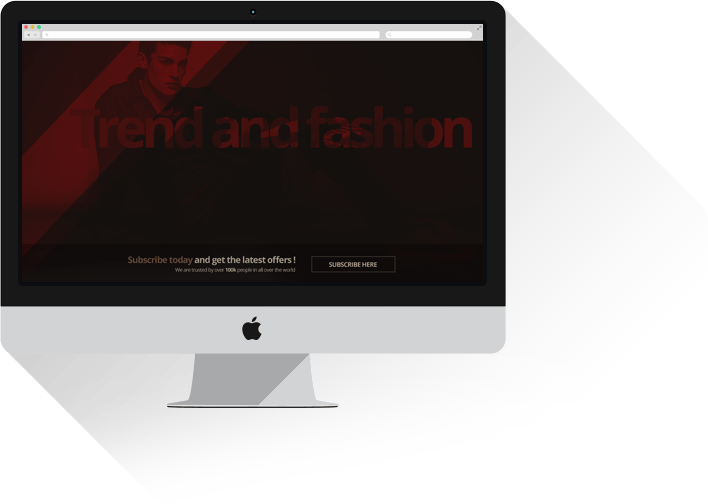 Trend and fashion
Subscribe today and get the latest offers !
We are trusted by over 100k people in all over the world
SUBSCRIBE HERE